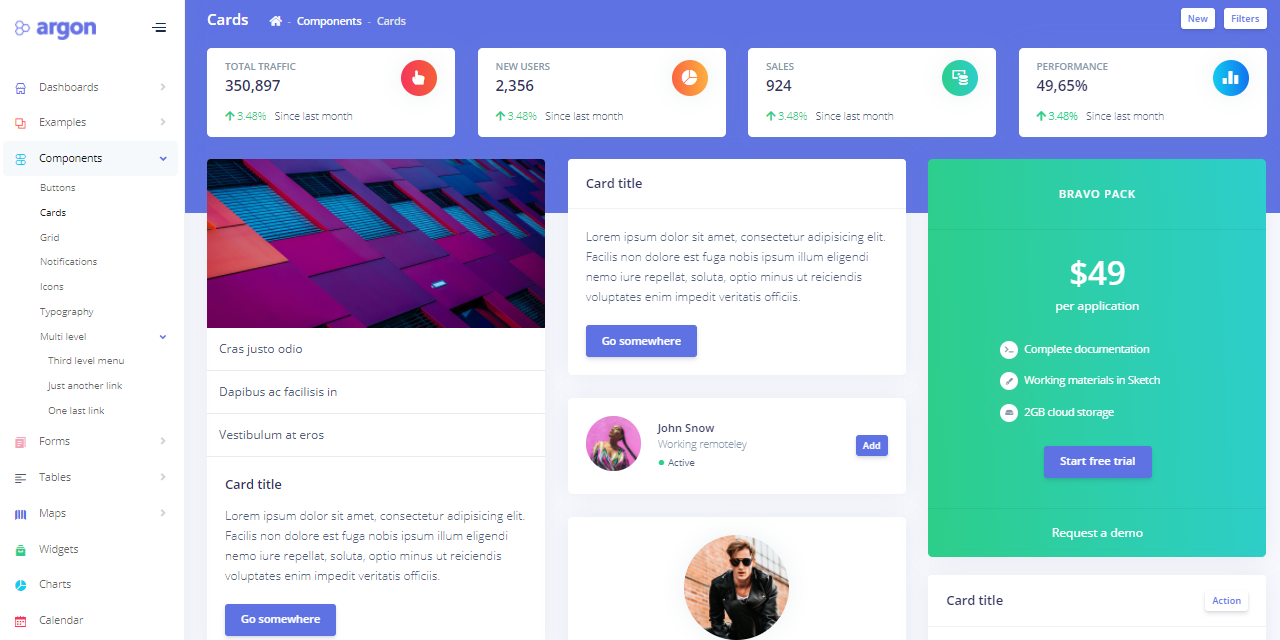 argon
Dashboards
Examples
Components
Buttons
Cards
Grid
Notifications
Icons
Typography
Multi level
Third level menu
Just another link
One last link
Forms
Tables
Maps
Widgets
Charts
Calendar
Cards - Components - Cards
New
Filters
TOTAL TRAFFIC
350,897
3.48% Since last month
NEW USERS
2,356
3.48% Since last month
SALES
924
3.48% Since last month
PERFORMANCE
49,65%
3.48% Since last month
Cras justo odio
Dapibus ac facilisis in
Vestibulum at eros
Card title
Lorem ipsum dolor sit amet, consectetur adipisicing elit.
Facilis non dolore est fuga nobis ipsum illum eligendi
nemo iure repellat, soluta, optio minus ut reiciendis
voluptates enim impedit veritatis officiis.
Go somewhere
Card title
Lorem ipsum dolor sit amet, consectetur adipisicing elit.
Facilis non dolore est fuga nobis ipsum illum eligendi
nemo iure repellat, soluta, optio minus ut reiciendis
voluptates enim impedit veritatis officiis.
Go somewhere
John Snow
Working remoteley
Active
Add
BRAVO PACK
$49
per application
Complete documentation
Working materials in Sketch
2GB cloud storage
Start free trial
Request a demo
Card title
Action